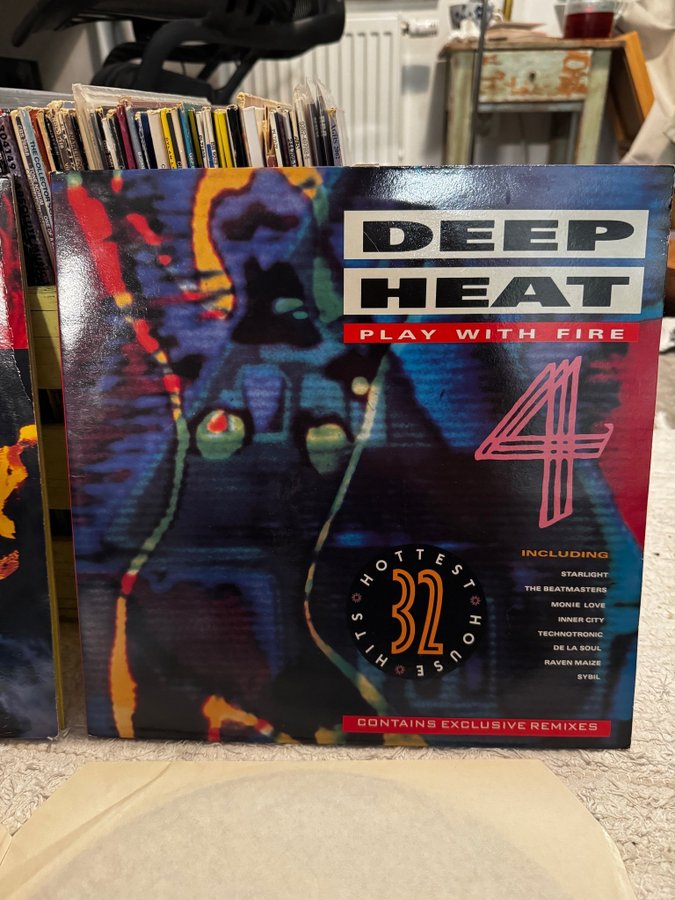 DEEP
HEAT
PLAY WITH FIRE
4
HOTTEST
32
HOUSE
HITS
INCLUDING
STARLIGHT
THE BEATMASTERS
MONIE LOVE
INNER CITY
TECHNOTRONIC
DE LA SOUL
RAVEN MAIZE
SYBIL
CONTAINS EXCLUSIVE REMIXES